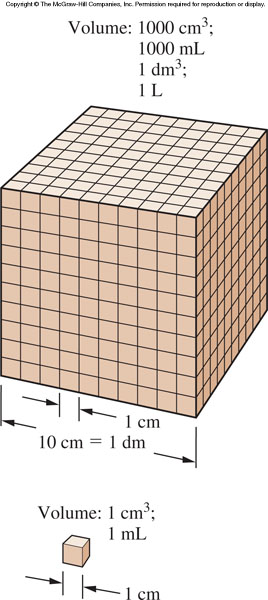 Copyright © The McGraw-Hill Companies, Inc. Permission required for reproduction or display.
Volume: 1000 cm³;
1000 mL
1 dm³;
1 L
1 cm
10 cm = 1 dm
Volume: 1 cm³;
1 mL
1 cm